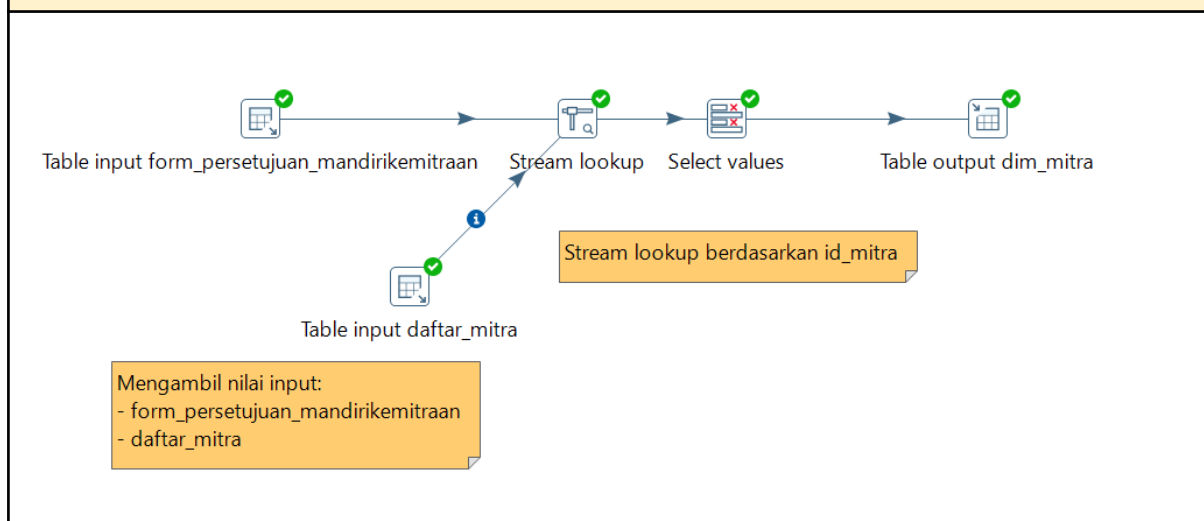 Table input form_persetujuan_mandirikemitraan
Stream lookup
Select values
Table output dim_mitra
Stream lookup berdasarkan id_mitra
Table input daftar_mitra
Mengambil nilai input:
- form_persetujuan_mandirikemitraan
- daftar_mitra